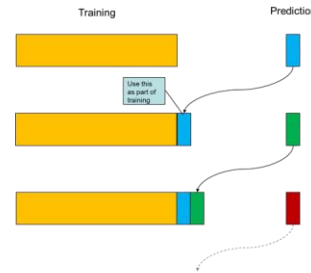 Training
Predictio
Use this
as part of
training